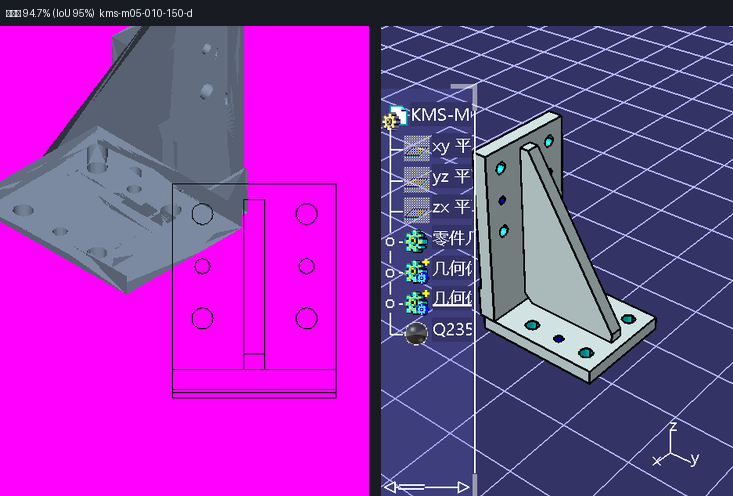 94.7% (IoU 95%) kms-m05-010-150-d
KMS-M
xy 平
yz 平
zx 平
零件
几何
几何
Q235
z
x
y